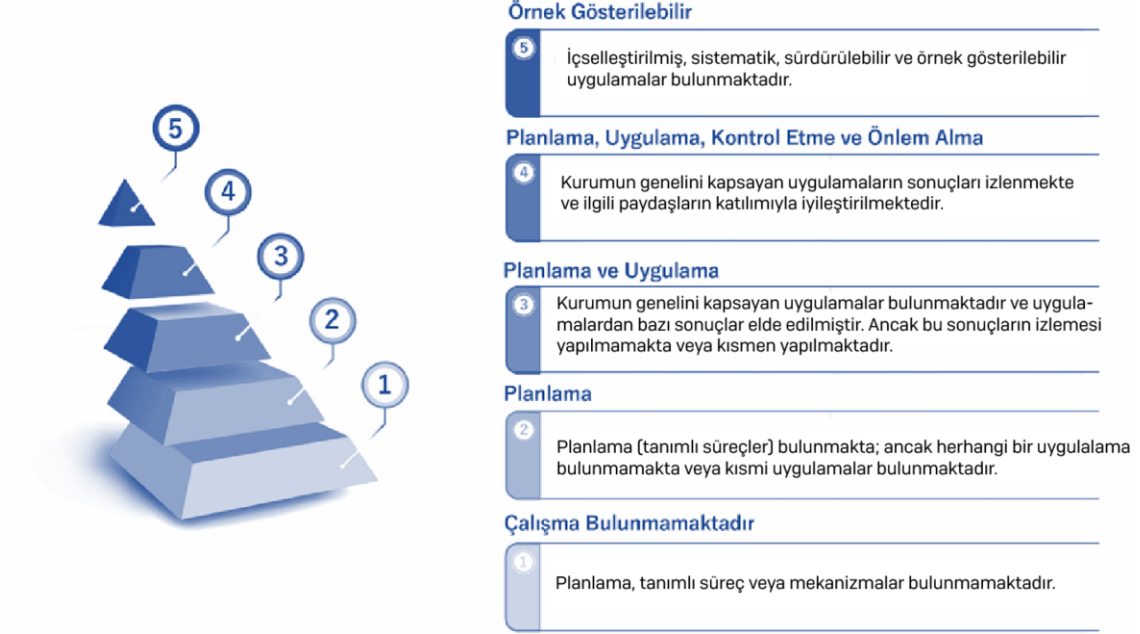 Örnek Gösterilebilir
5
İçselleştirilmiş, sistematik, sürdürülebilir ve örnek gösterilebilir
uygulamalar bulunmaktadır.
Planlama, Uygulama, Kontrol Etme ve Önlem Alma
4
Kurumun genelini kapsayan uygulamaların sonuçları izlenmekte
ve ilgili paydaşların katılımıyla iyileştirilmektedir.
Planlama ve Uygulama
3
Kurumun genelini kapsayan uygulamalar bulunmaktadır ve uygula-
malardan bazı sonuçlar elde edilmiştir. Ancak bu sonuçların izlemesi
yapılmamakta veya kısmen yapılmaktadır.
Planlama
2
Planlama (tanımlı süreçler) bulunmakta; ancak herhangi bir uygulalama
bulunmamakta veya kısmi uygulamalar bulunmaktadır.
Çalışma Bulunmamaktadır
1
Planlama, tanımlı süreç veya mekanizmalar bulunmamaktadır.
5
4
3
2
1